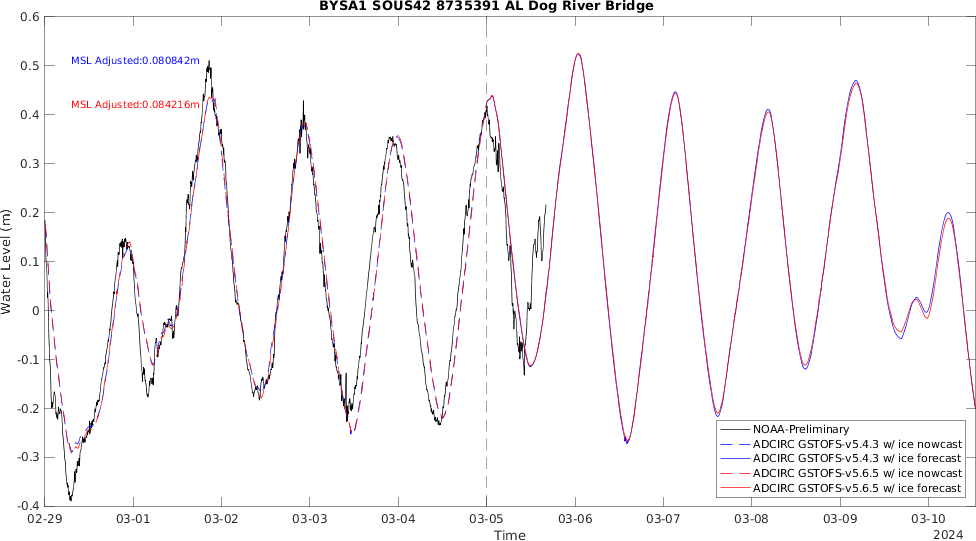 BYSA1 SOUS42 8735391 AL Dog River Bridge
0.6
0.5
0.4
0.3
0.2
0.1
0
-0.1
-0.2
-0.3
-0.4
Water Level (m)
MSL Adjusted:0.080842m
MSL Adjusted:0.084216m
NOAA-Preliminary
ADCIRC GSTOFS-v5.4.3 w/ ice nowcast
ADCIRC GSTOFS-v5.4.3 w/ ice forecast
ADCIRC GSTOFS-v5.6.5 w/ ice nowcast
ADCIRC GSTOFS-v5.6.5 w/ ice forecast
02-29 03-01 03-02 03-03 03-04 03-05 03-06 03-07 03-08 03-09 03-10
Time
2024